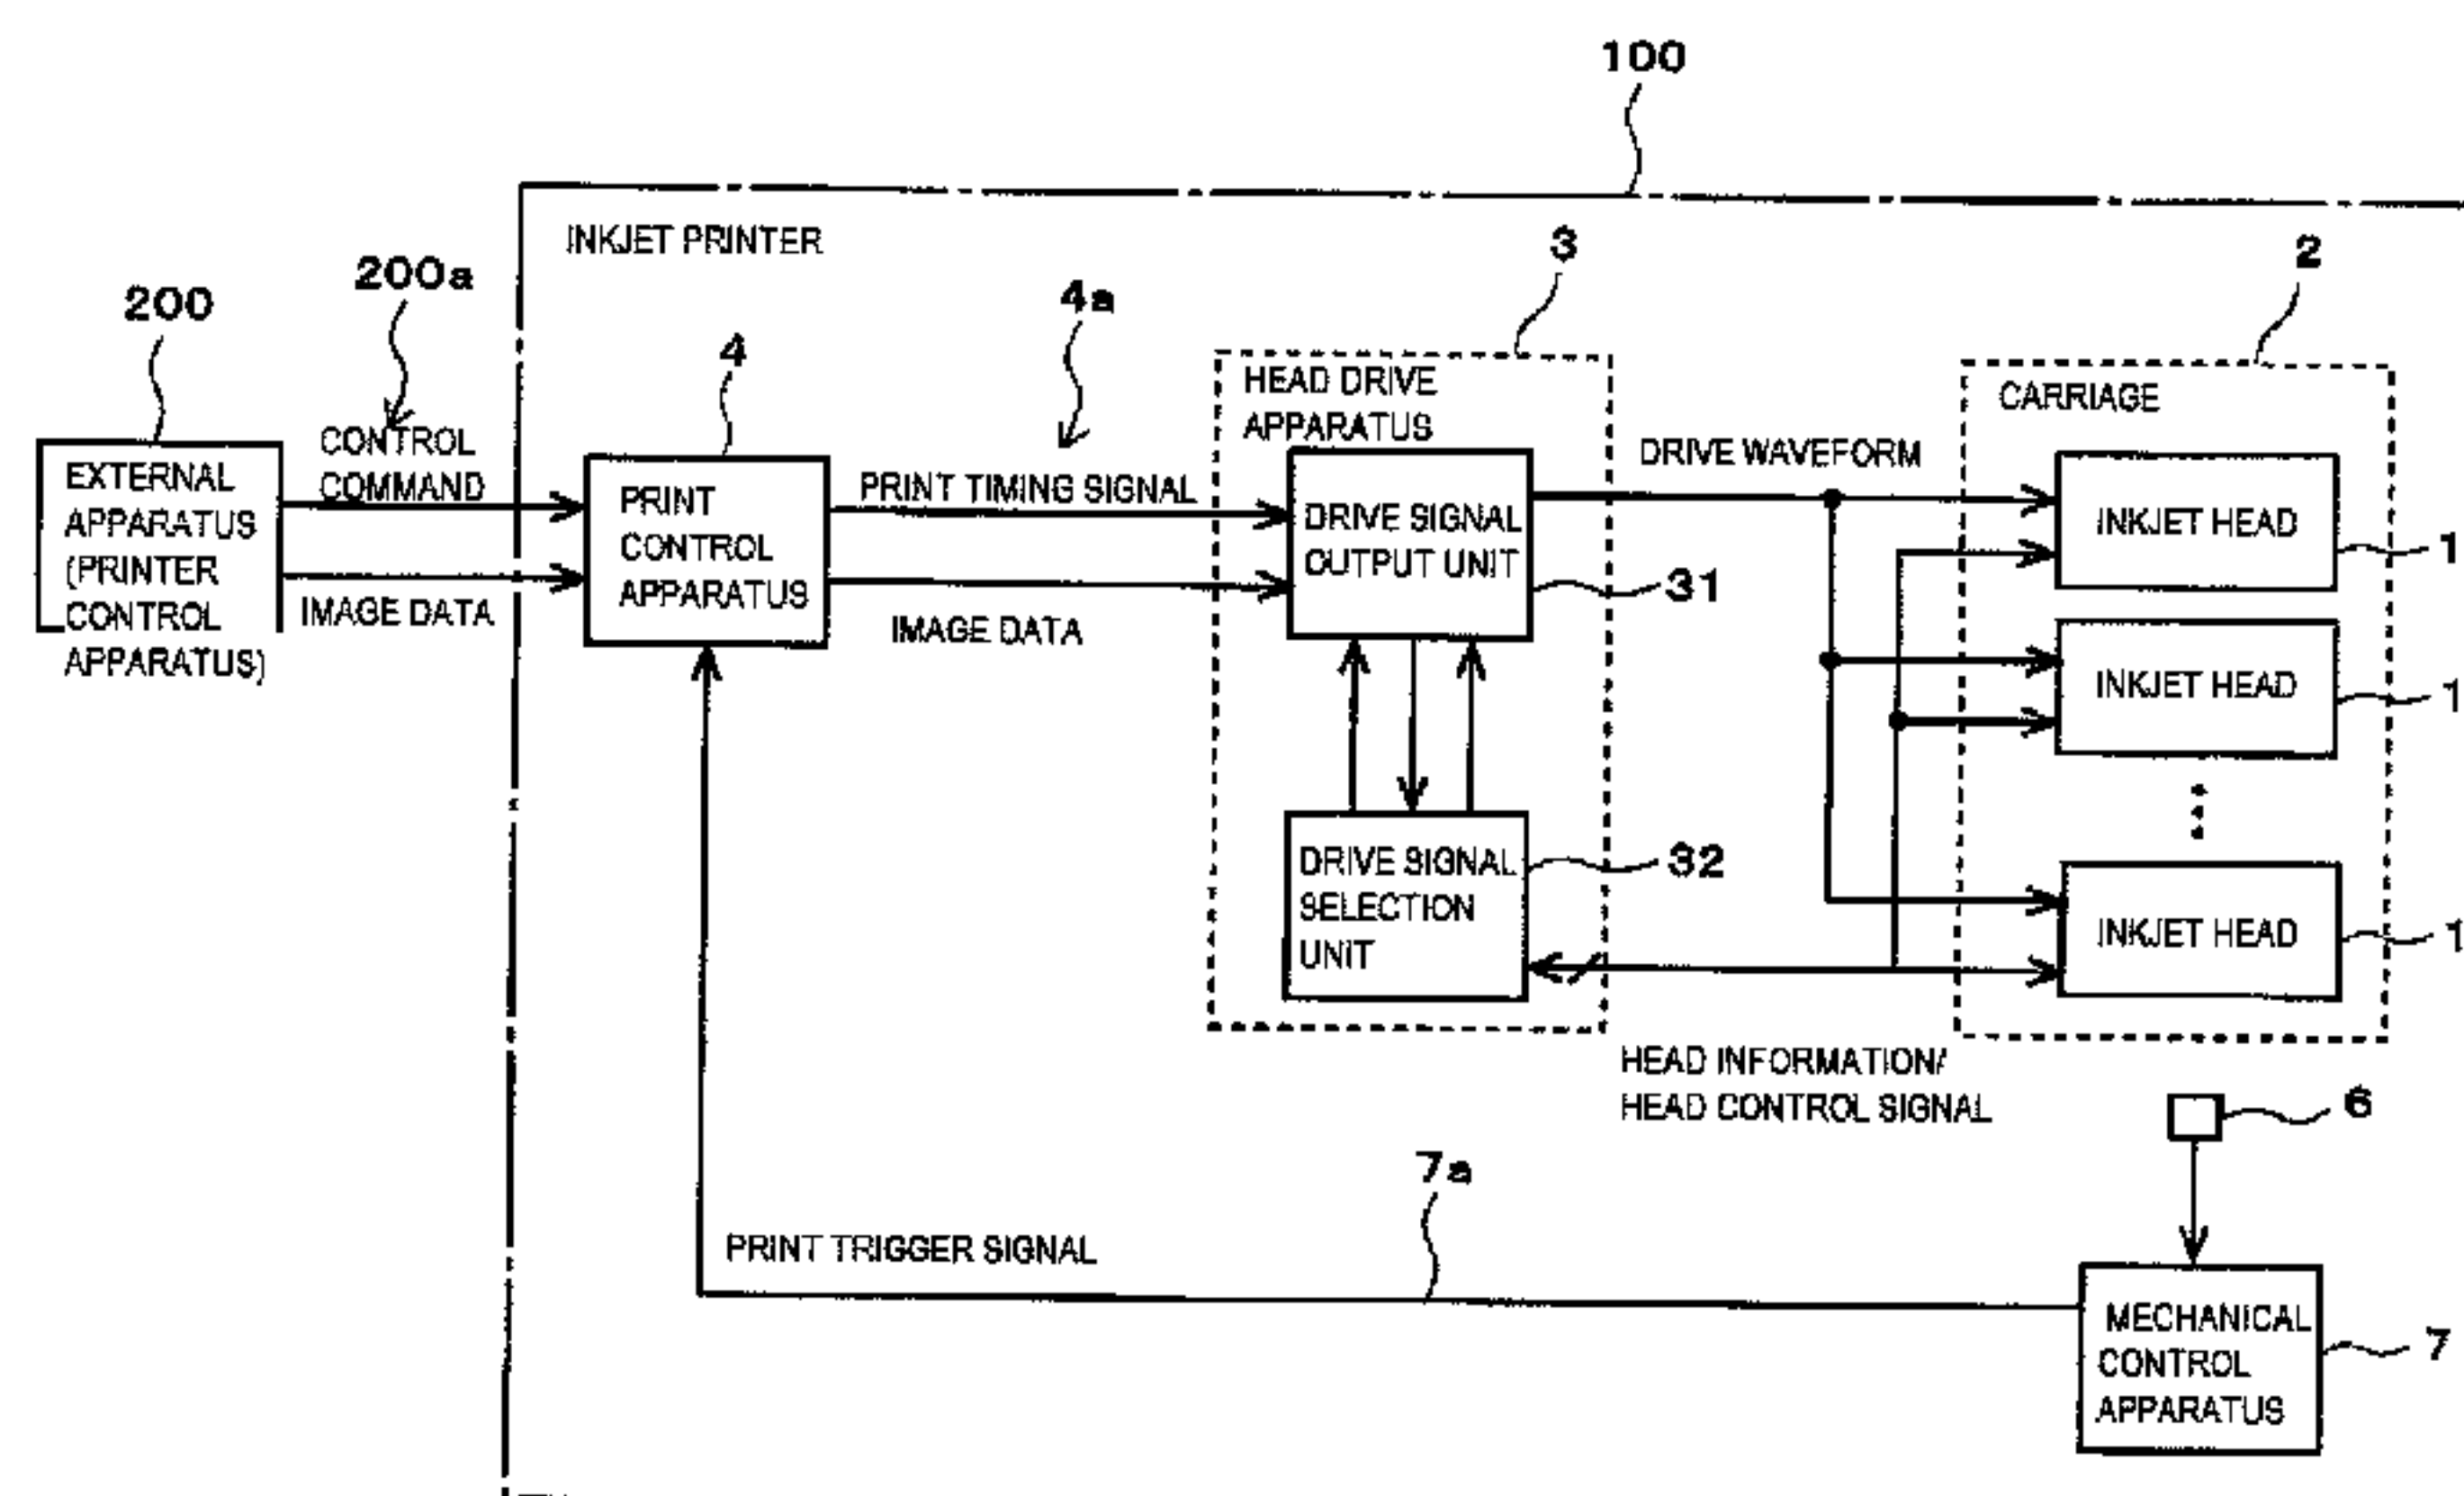 100
INKJET PRINTER
3
2
200a
200
4a
4
HEAD DRIVE
APPARATUS
CARRIAGE
CONTROL
COMMAND
DRIVE WAVEFORM
EXTERNAL
APPARATUS
(PRINTER
CONTROL
APPARATUS)
PRINT
CONTROL
APPARATUS
PRINT TIMING SIGNAL
DRIVE SIGNAL
OUTPUT UNIT
INKJET HEAD
1
31
IMAGE DATA
IMAGE DATA
INKJET HEAD
1
DRIVE SIGNAL
SELECTION
UNIT
32
INKJET HEAD
1
HEAD INFORMATION/
HEAD CONTROL SIGNAL
6
7a
PRINT TRIGGER SIGNAL
MECHANICAL
CONTROL
APPARATUS
7